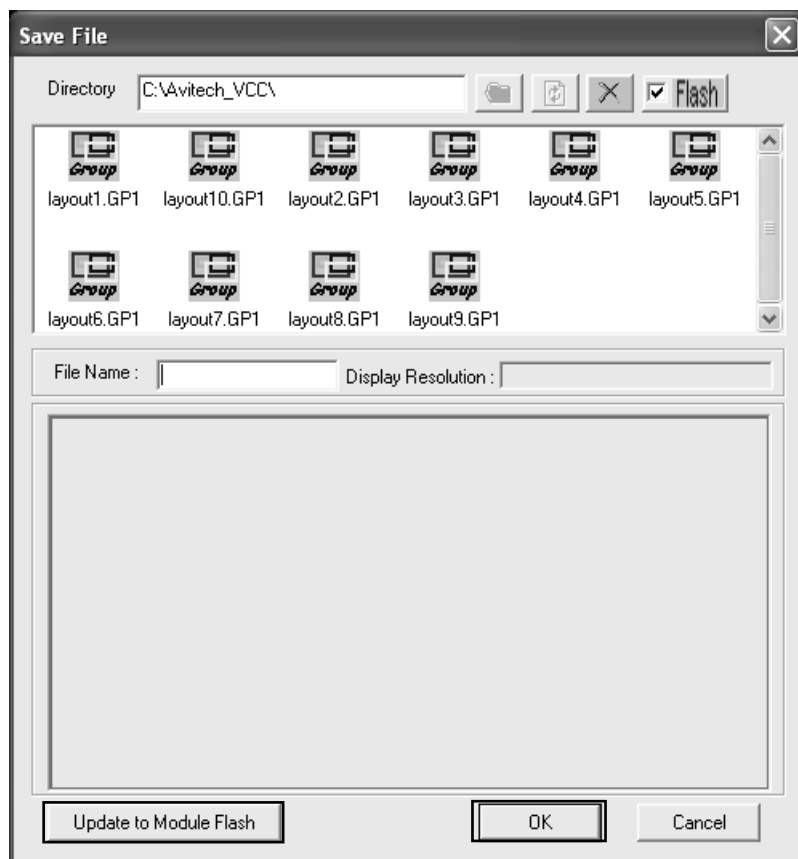 Save File
Directory C:\Avitech_VCC\ Flash
Group Group Group Group Group Group
layout1.GP1 layout10.GP1 layout2.GP1 layout3.GP1 layout4.GP1 layout5.GP1
Group Group Group Group
layout6.GP1 layout7.GP1 layout8.GP1 layout9.GP1
File Name : Display Resolution :
Update to Module Flash OK Cancel